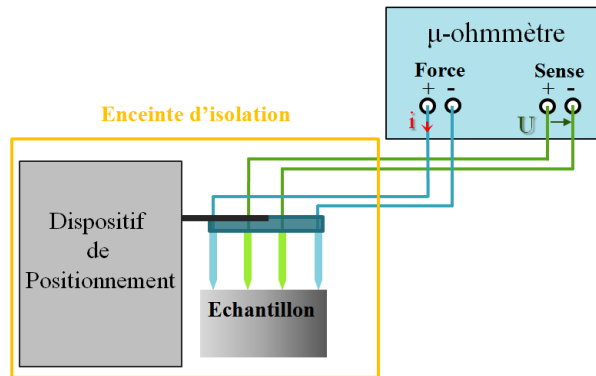 μ-ohmmètre
Force
Sense
+ -
+ -
i
U
Enceinte d'isolation
Dispositif
de
Positionnement
Echantillon